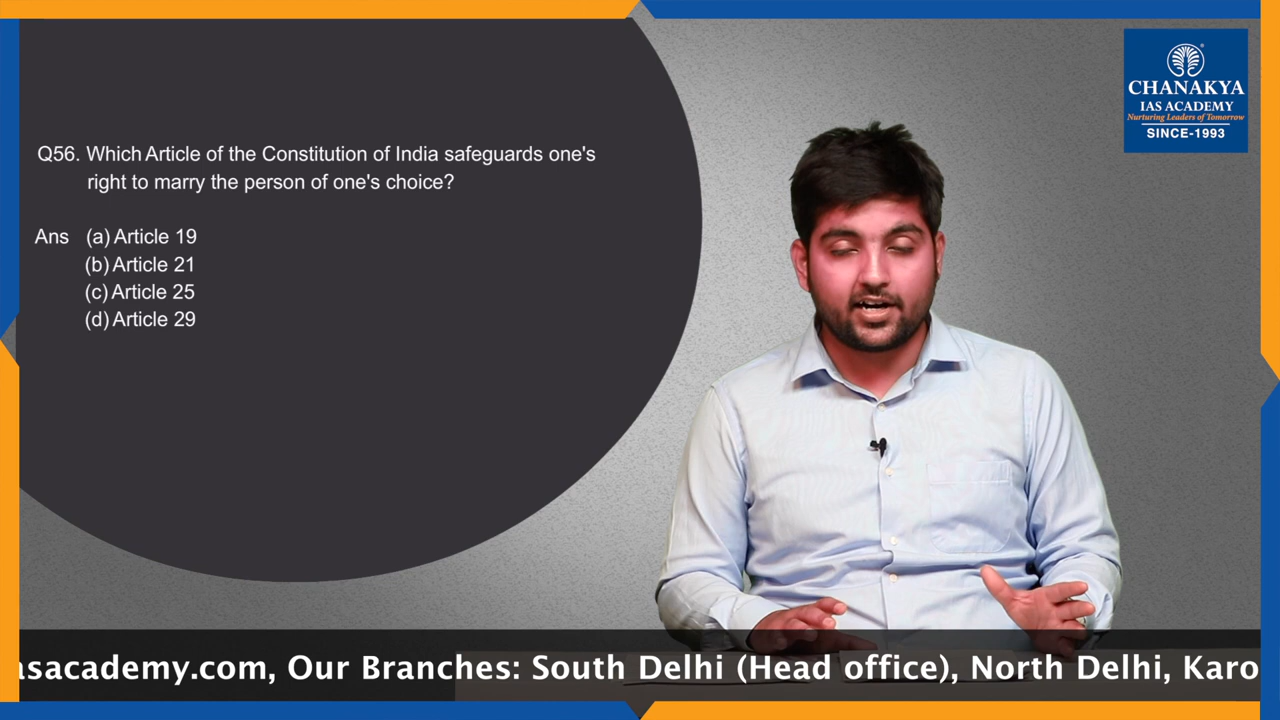 Q56. Which Article of the Constitution of India safeguards one's
right to marry the person of one's choice?
Ans (a) Article 19
(b) Article 21
(c) Article 25
(d) Article 29
CHANAKYA
IAS ACADEMY
Nurturing Leaders of Tomorrow
SINCE-1993
asacademy.com, Our Branches: South Delhi (Head office), North Delhi, Karo